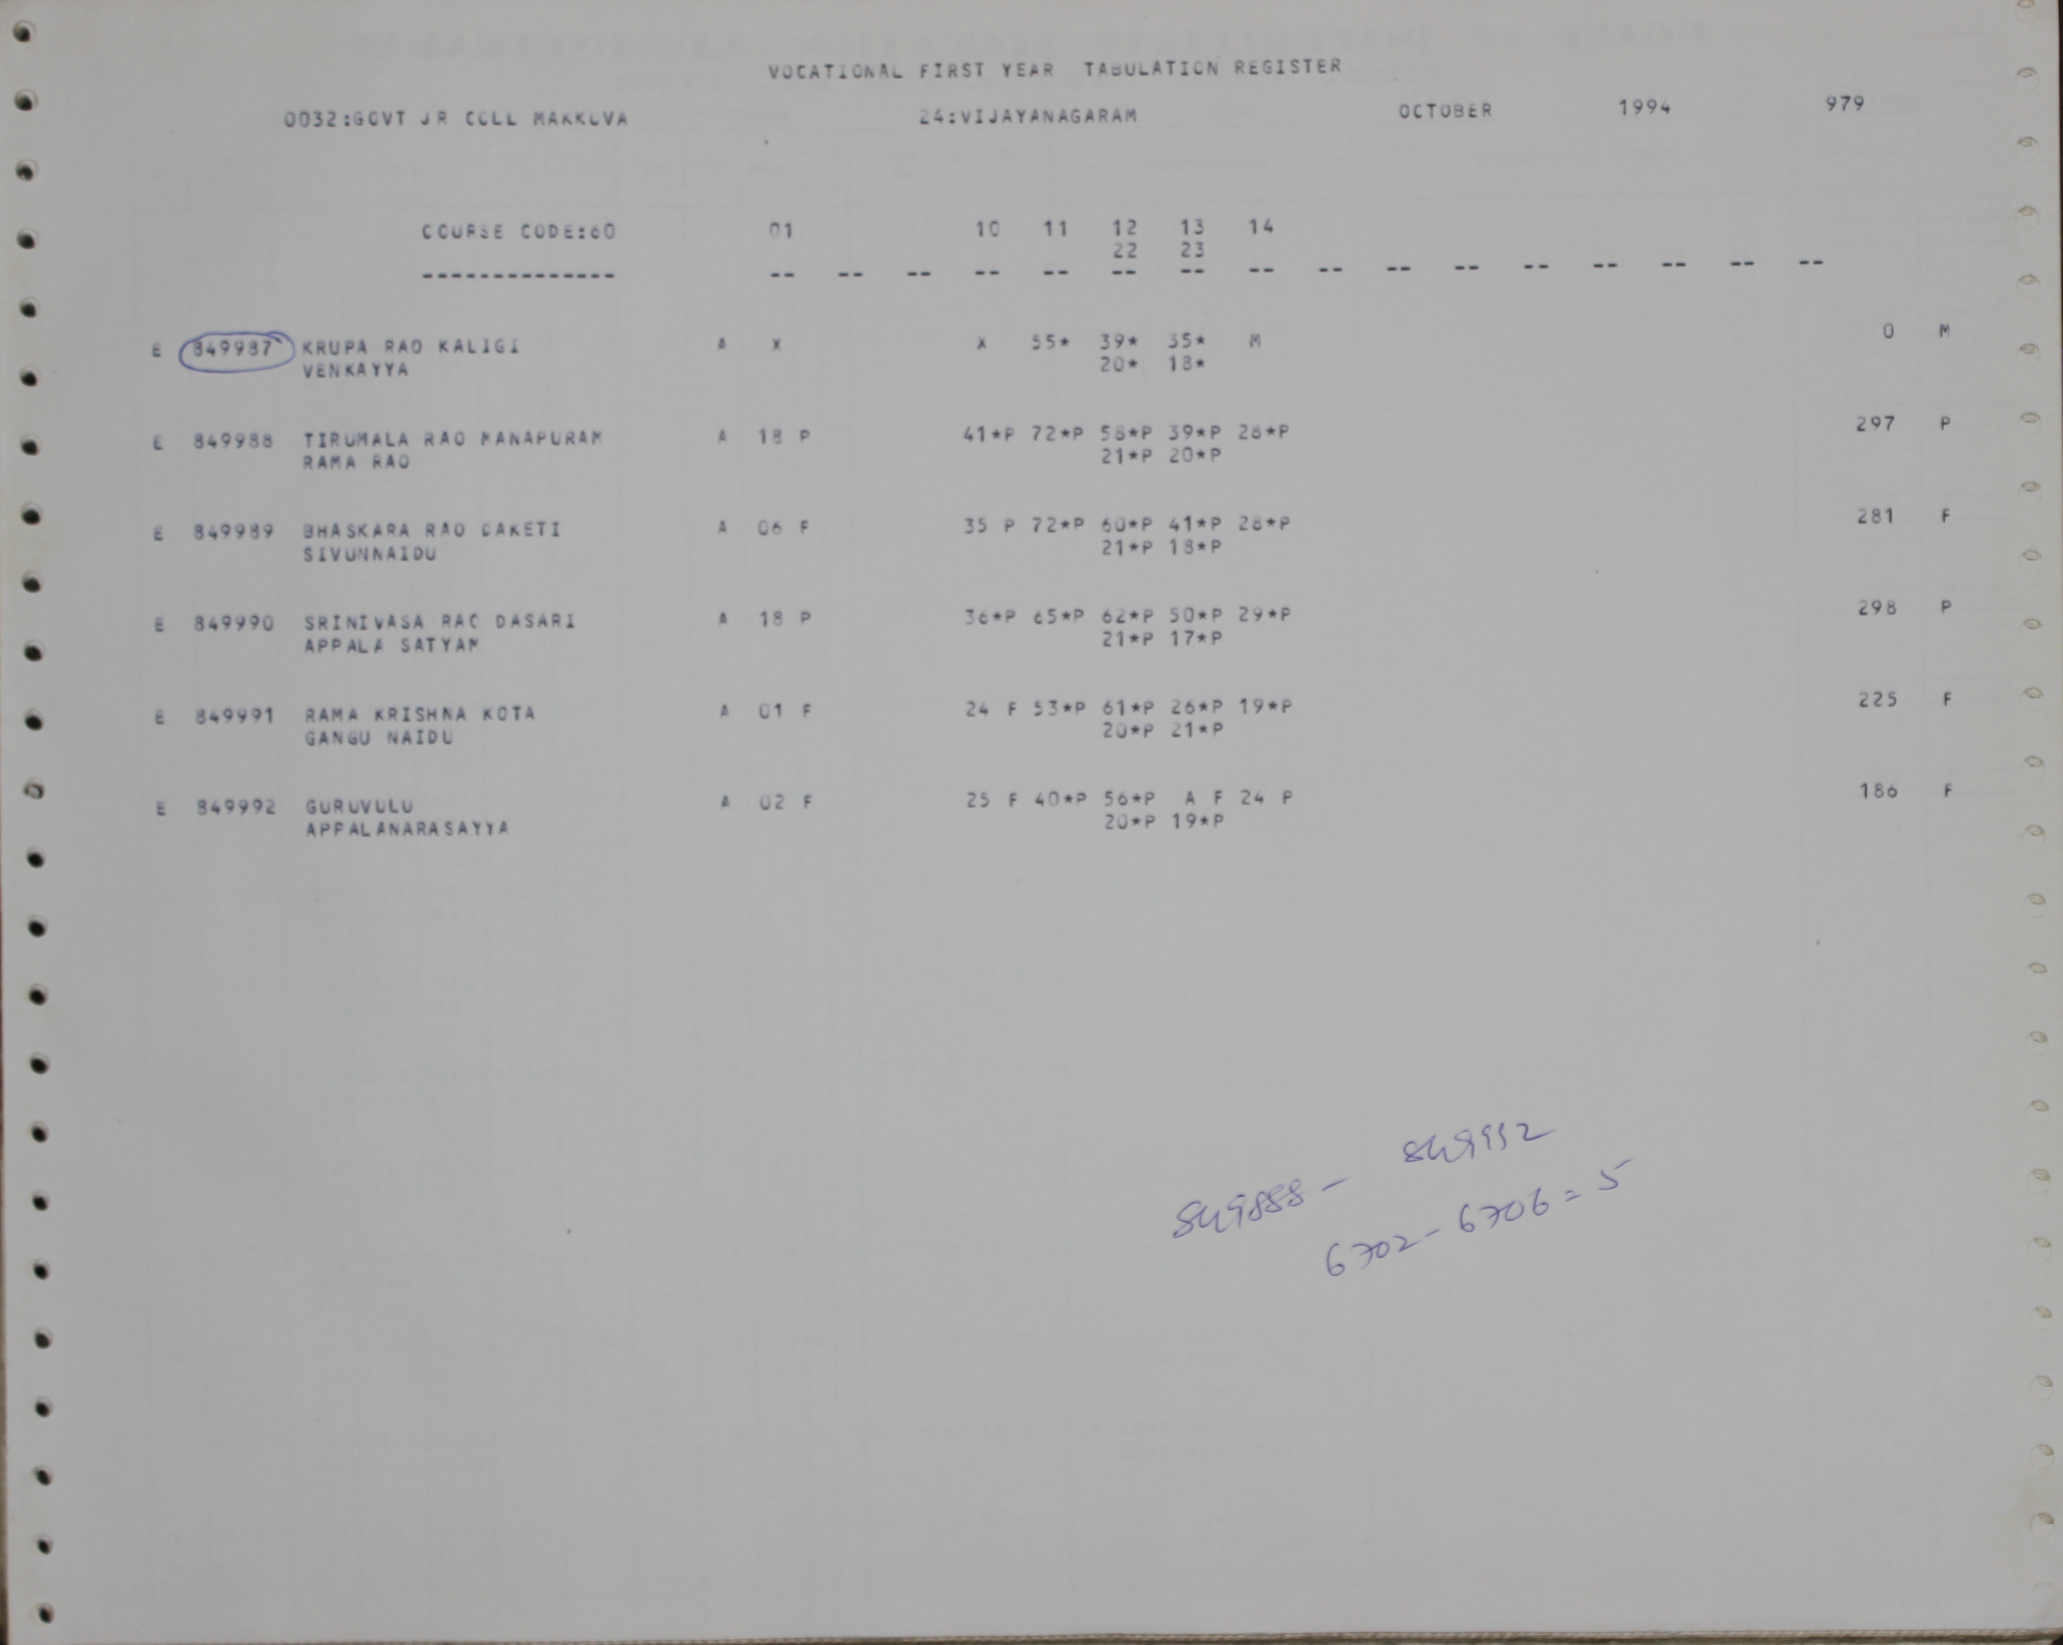 VOCATIONAL FIRST YEAR TABULATION REGISTER
0032:GOVT JR COLL MAKKUVA 24:VIJAYANAGARAM OCTOBER 1994 979
COURSE CODE:60 01 10 11 12 13 14
22 23
-------------- -- -- -- -- -- -- -- -- -- -- -- -- -- -- -- --
E 849987 KRUPA RAO KALIGI A X X 55* 39* 35* M 0 M
VENKAYYA 20* 18*
E 849988 TIRUMALA RAO MANAPURAM A 18 P 41*P 72*P 58*P 39*P 28*P 297 P
RAMA RAO 21*P 20*P
E 849989 BHASKARA RAO DAKETI A 06 F 35 P 72*P 60*P 41*P 28*P 281 F
SIVUNNAIDU 21*P 18*P
E 849990 SRINIVASA RAO DASARI A 18 P 36*P 65*P 62*P 50*P 29*P 298 P
APPALA SATYAM 21*P 17*P
E 849991 RAMA KRISHNA KOTA A 01 F 24 F 53*P 61*P 26*P 19*P 225 F
GANGU NAIDU 20*P 21*P
E 849992 GURUVULU A 02 F 25 F 40*P 56*P A F 24 P 186 F
APPALANARASAYYA 20*P 19*P
849888 - 849992
6702 - 6706 = 5